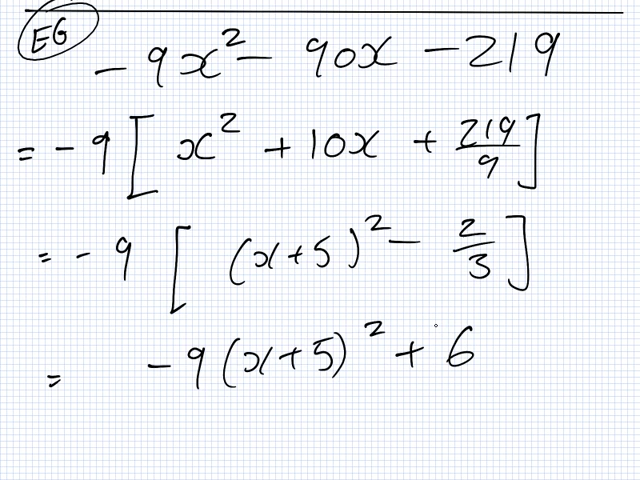 EG
-9x² - 90x - 219
= -9[x² + 10x + 219/9]
= -9[(x+5)² - 2/3]
= -9(x+5)² + 6